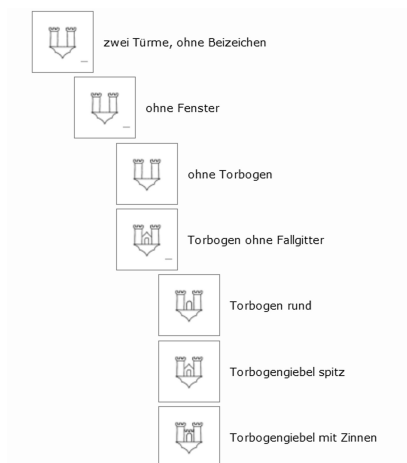 zwei Türme, ohne Beizeichen
ohne Fenster
ohne Torbogen
Torbogen ohne Fallgitter
Torbogen rund
Torbogengiebel spitz
Torbogengiebel mit Zinnen